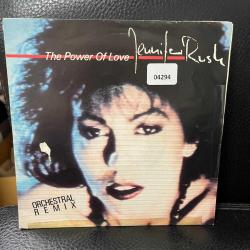 The Power Of Love Jennifer Rush
04294
ORCHESTRAL
REMIX